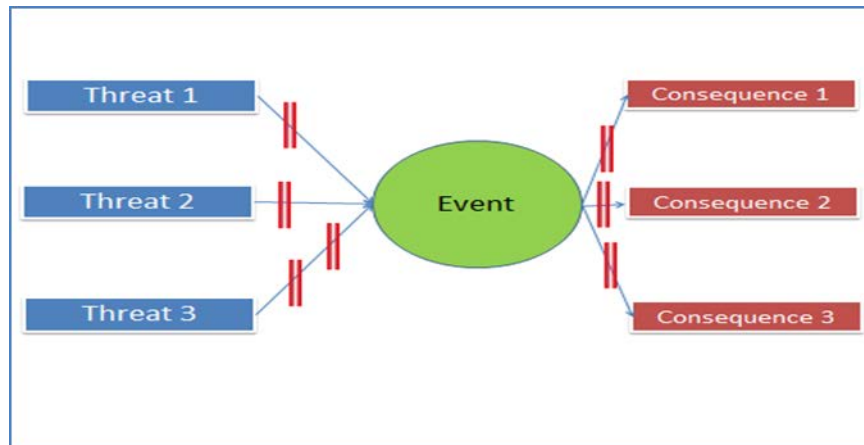 Threat 1
Threat 2
Threat 3
Event
Consequence 1
Consequence 2
Consequence 3